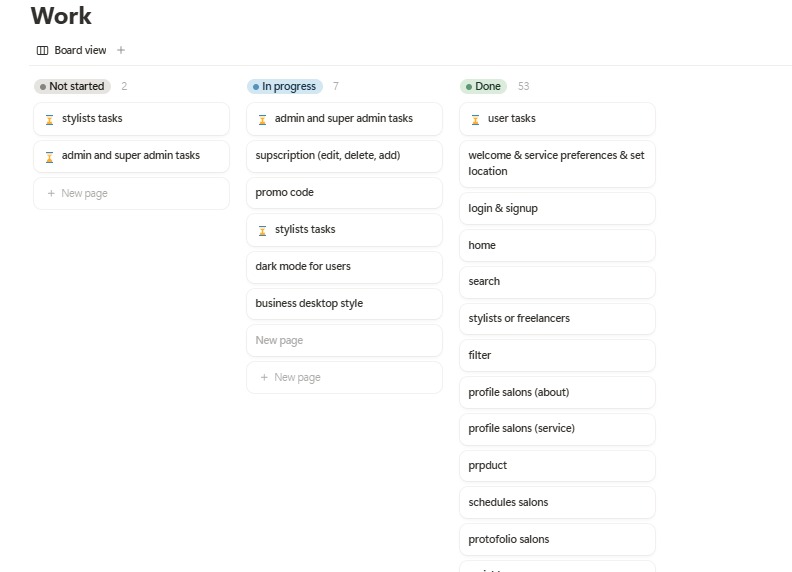 Work
Board view +
Not started 2
⏳ stylists tasks
⏳ admin and super admin tasks
+ New page
In progress 7
⏳ admin and super admin tasks
supscription (edit, delete, add)
promo code
⏳ stylists tasks
dark mode for users
business desktop style
New page
+ New page
Done 53
⏳ user tasks
welcome & service preferences & set
location
login & signup
home
search
stylists or freelancers
filter
profile salons (about)
profile salons (service)
prpduct
schedules salons
protofolio salons